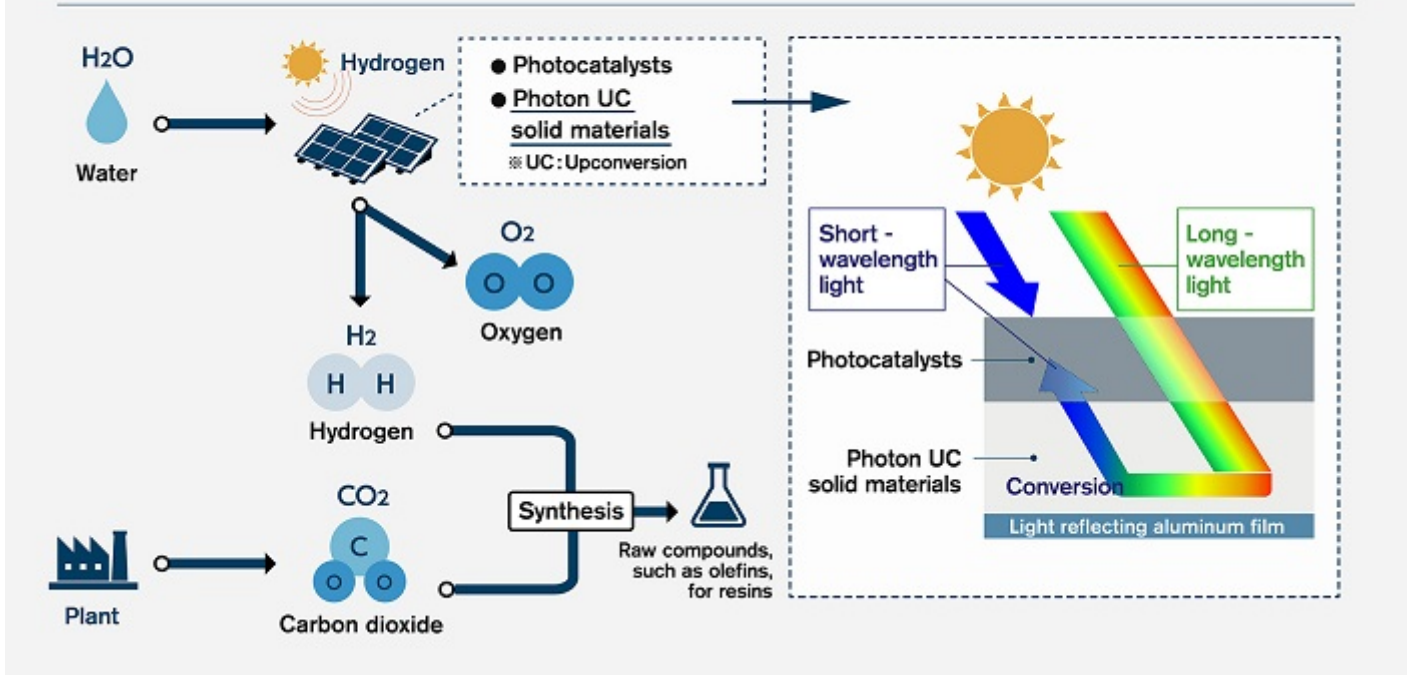 H2O
Water
Hydrogen
● Photocatalysts
● Photon UC
solid materials
※UC:Upconversion
O2
O O
Oxygen
H2
H H
Hydrogen
CO2
C
O O
Carbon dioxide
Plant
Synthesis
Raw compounds,
such as olefins,
for resins
Short -
wavelength
light
Long -
wavelength
light
Photocatalysts
Photon UC
solid materials
Conversion
Light reflecting aluminum film